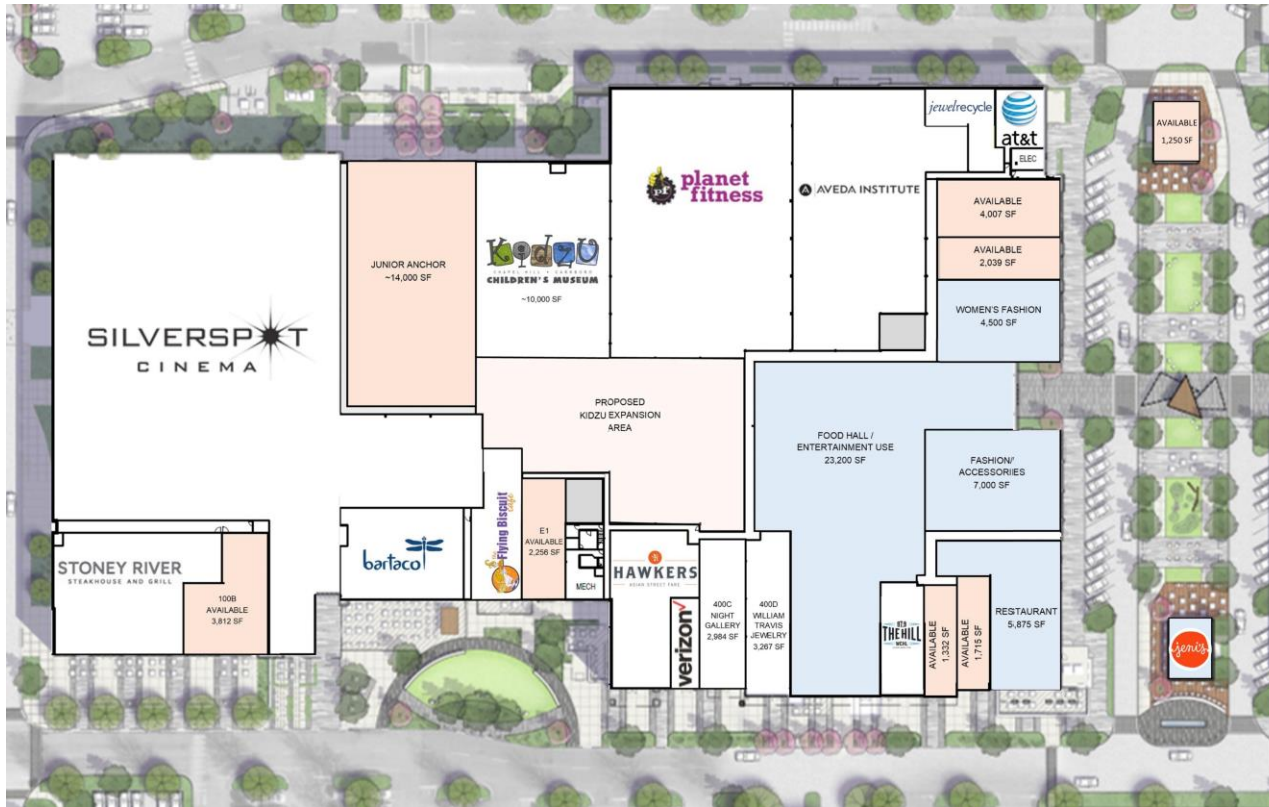 jewelrecycle
at&t
ELEC
AVAILABLE
1,250 SF
planet
fitness
AVEDA INSTITUTE
AVAILABLE
4,007 SF
AVAILABLE
2,039 SF
JUNIOR ANCHOR
~14,000 SF
KIDZU
CHAPEL HILL • CARRBORO
CHILDREN'S MUSEUM
~10,000 SF
WOMEN'S FASHION
4,500 SF
SILVERSPOT
CINEMA
PROPOSED
KIDZU EXPANSION
AREA
FOOD HALL /
ENTERTAINMENT USE
23,200 SF
FASHION/
ACCESSORIIES
7,000 SF
Flying Biscuit
cafe
E1
AVAILABLE
2,256 SF
MECH
bartaco
STONEY RIVER
STEAKHOUSE AND GRILL
100B
AVAILABLE
3,812 SF
HAWKERS
ASIAN STREET FARE
verizon
400C
NIGHT
GALLERY
2,984 SF
400D
WILLIAM
TRAVIS
JEWELRY
3,267 SF
THE HILL
AVAILABLE
1,332 SF
AVAILABLE
1,715 SF
RESTAURANT
5,875 SF
jeni's